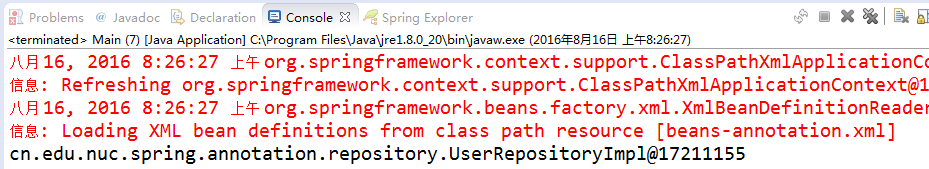 Problems @ Javadoc Declaration Console Spring Explorer
<terminated> Main (7) [Java Application] C:\Program Files\Java\jre1.8.0_20\bin\javaw.exe (2016年8月16日 上午8:26:27)
八月 16, 2016 8:26:27 上午 org.springframework.context.support.ClassPathXmlApplicationCo
信息: Refreshing org.springframework.context.support.ClassPathXmlApplicationContext@1
八月 16, 2016 8:26:27 上午 org.springframework.beans.factory.xml.XmlBeanDefinitionReader
信息: Loading XML bean definitions from class path resource [beans-annotation.xml]
cn.edu.nuc.spring.annotation.repository.UserRepositoryImpl@17211155